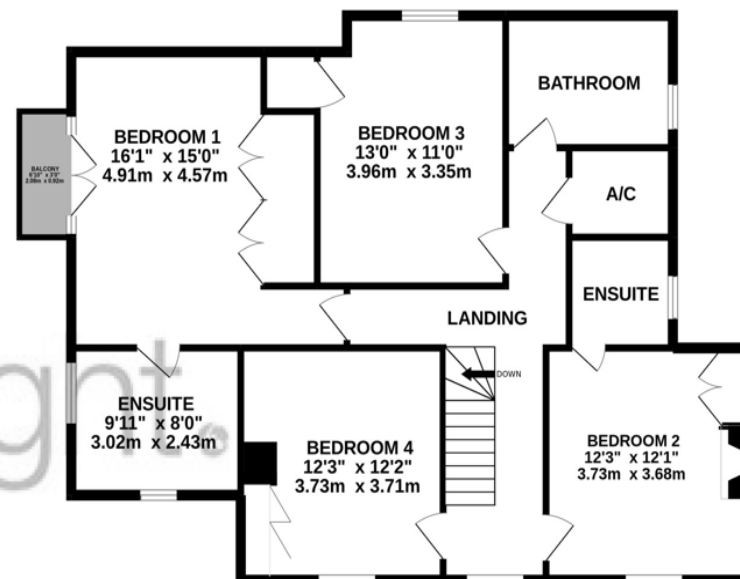 BATHROOM
BEDROOM 1
16'1" x 15'0"
4.91m x 4.57m
BEDROOM 3
13'0" x 11'0"
3.96m x 3.35m
BALCONY
A/C
ENSUITE
LANDING
DOWN
ENSUITE
9'11" x 8'0"
3.02m x 2.43m
BEDROOM 4
12'3" x 12'2"
3.73m x 3.71m
BEDROOM 2
12'3" x 12'1"
3.73m x 3.68m
ght.